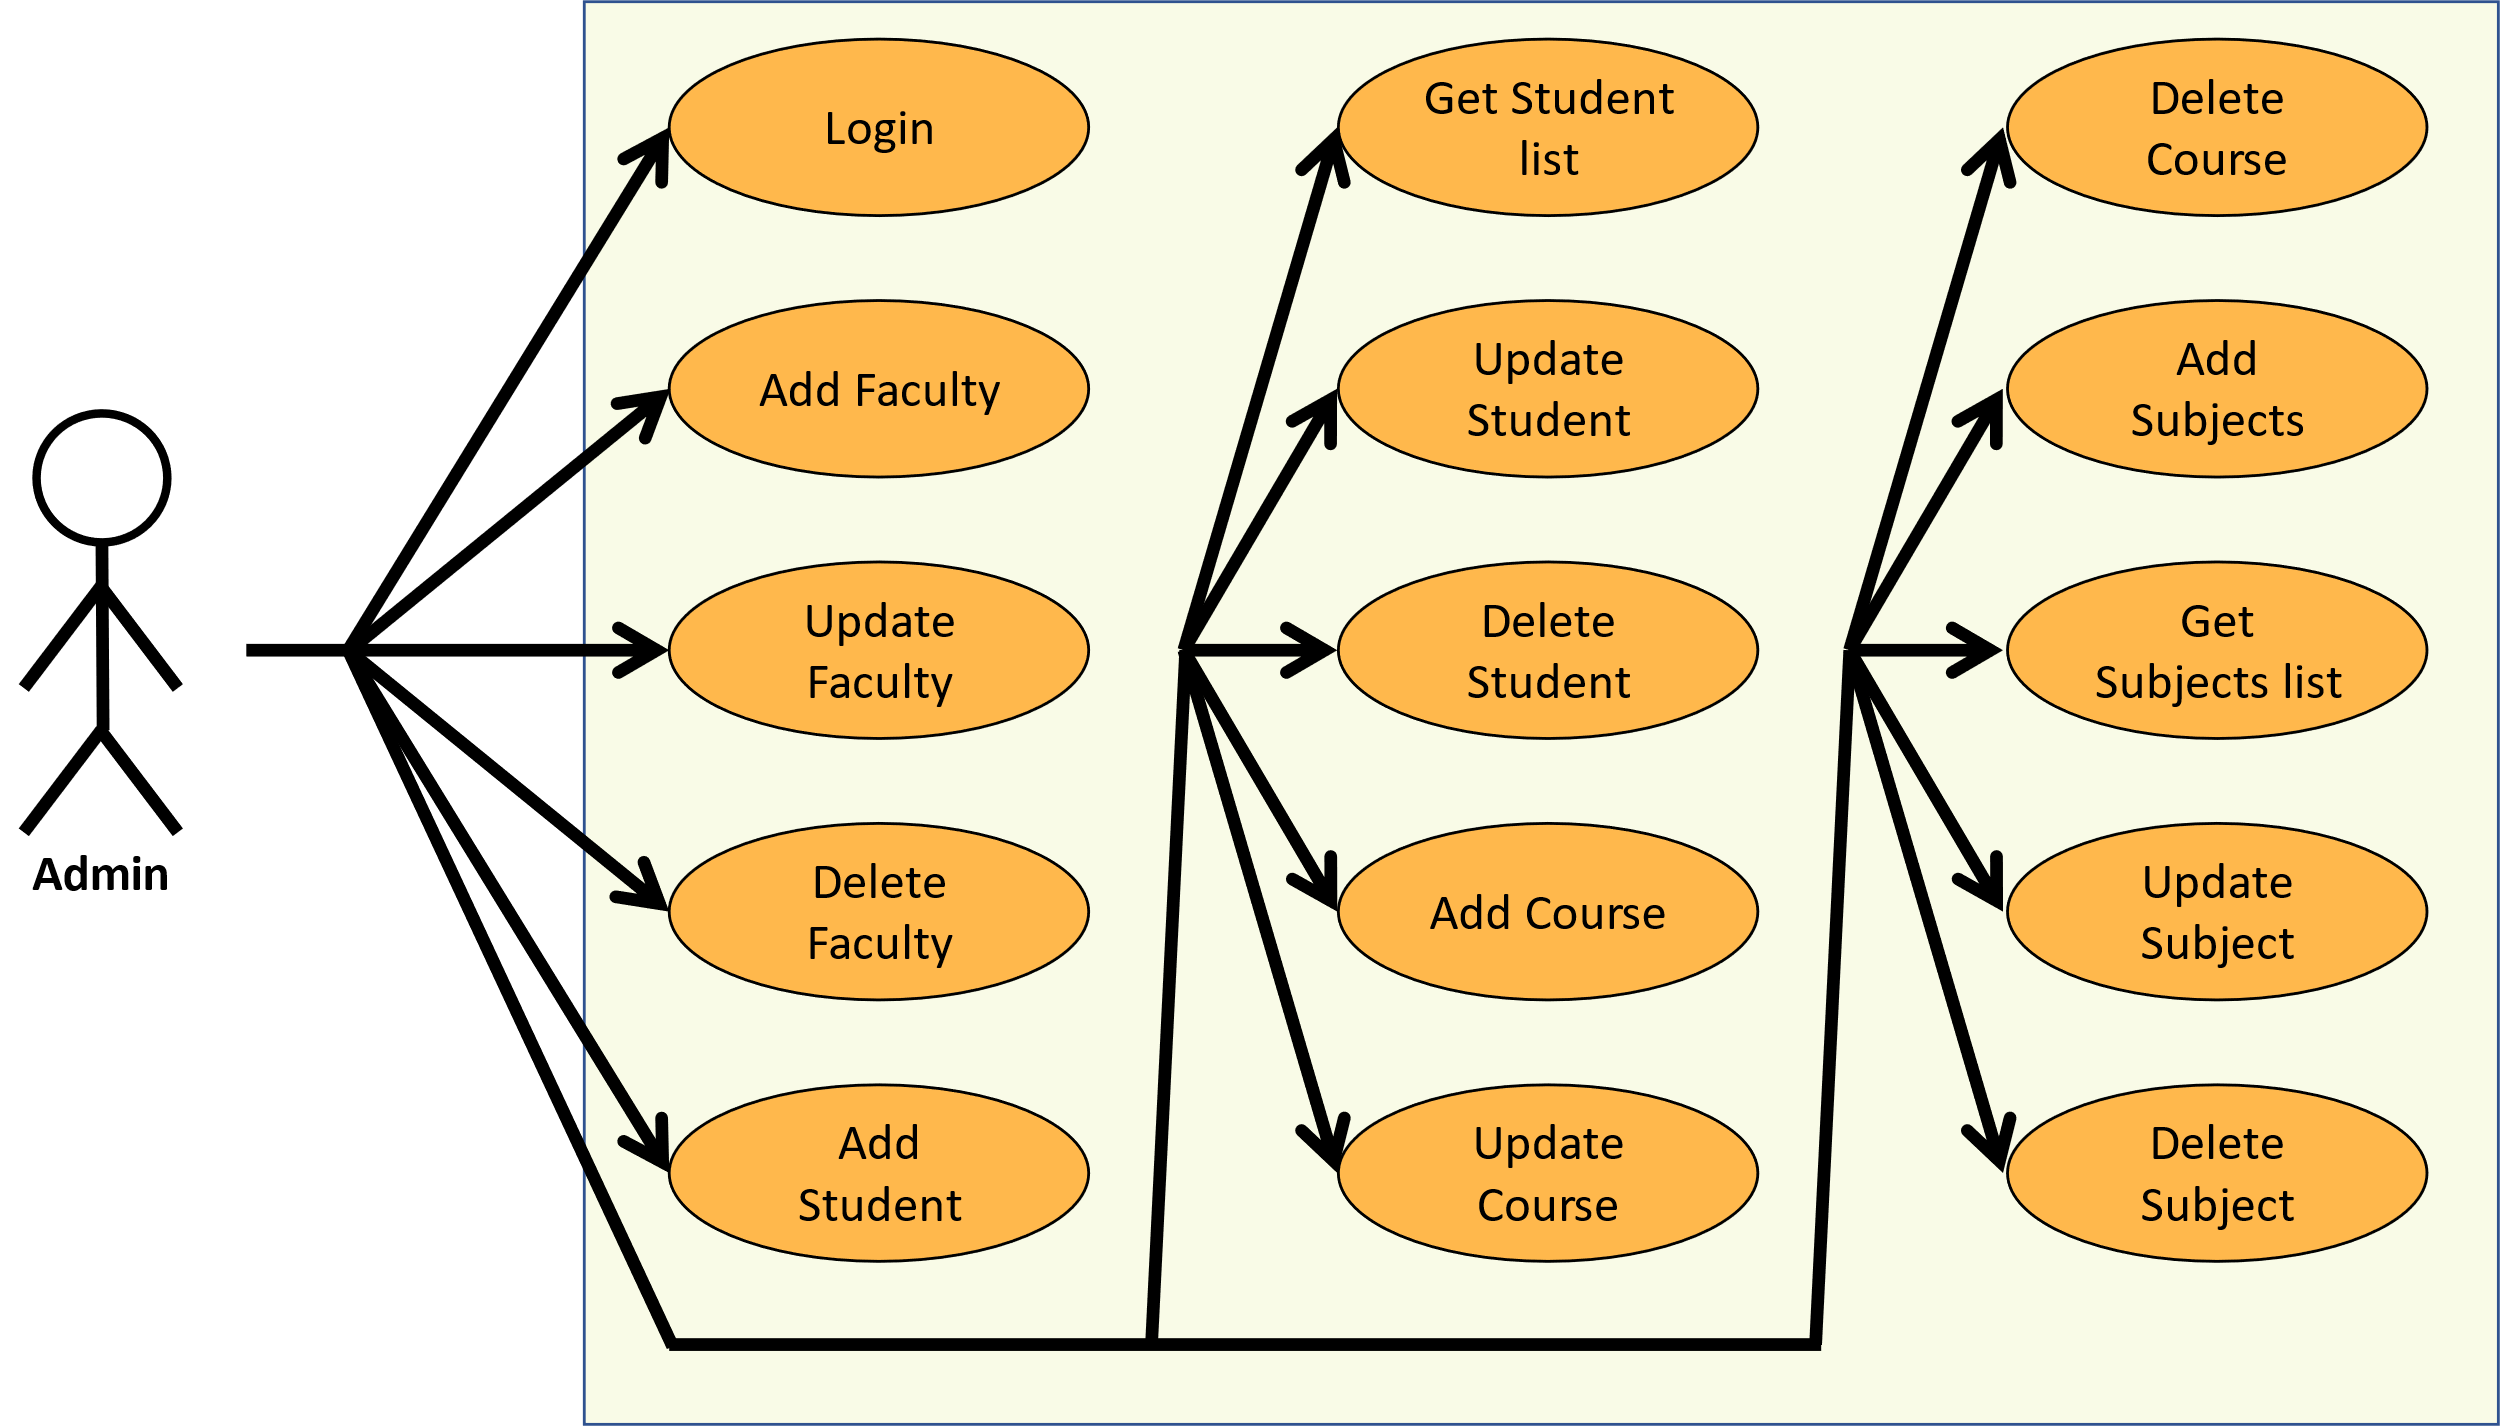 Login
Add Faculty
Update
Faculty
Delete
Faculty
Add
Student
Get Student
list
Update
Student
Delete
Student
Add Course
Update
Course
Delete
Course
Add
Subjects
Get
Subjects list
Update
Subject
Delete
Subject
Admin